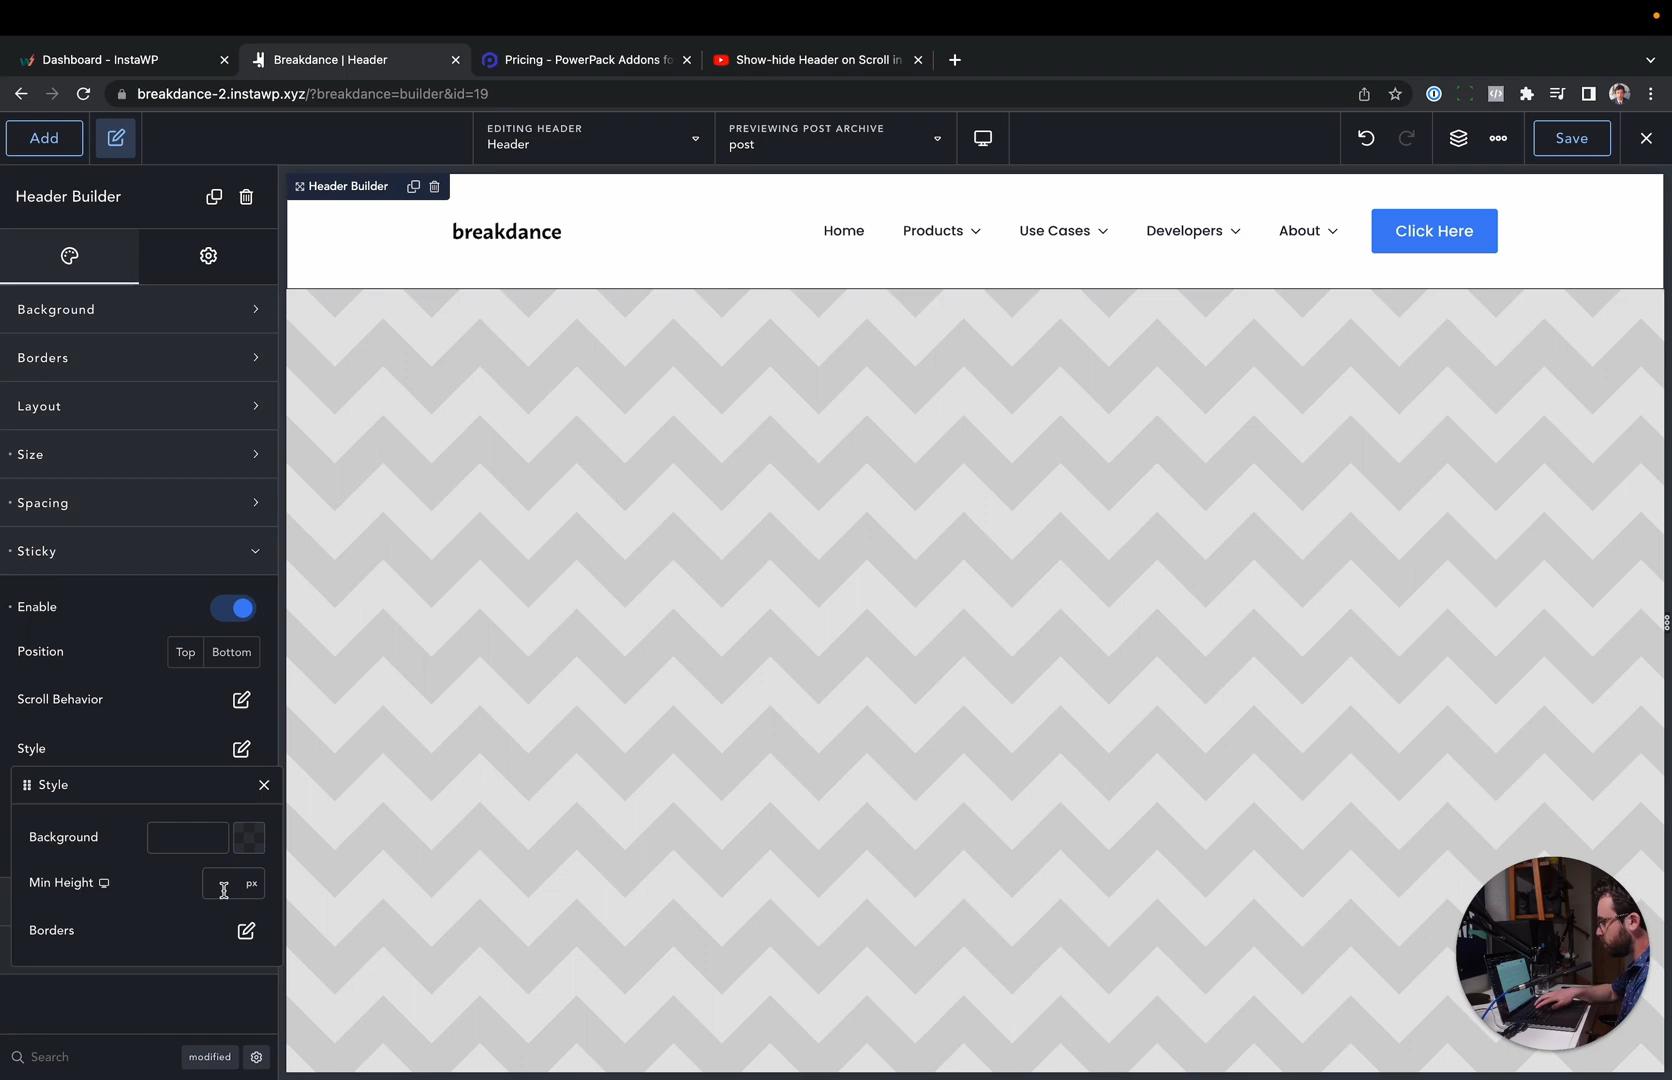 Dashboard - InstaWP
Breakdance | Header
Pricing - PowerPack Addons fo
Show-hide Header on Scroll in
breakdance-2.instawp.xyz/?breakdance=builder&id=19
Add
EDITING HEADER
Header
PREVIEWING POST ARCHIVE
post
Save
Header Builder
Header Builder
breakdance
Home
Products
Use Cases
Developers
About
Click Here
Background
Borders
Layout
Size
Spacing
Sticky
Enable
Position
Top
Bottom
Scroll Behavior
Style
Style
Background
Min Height
px
Borders
Search
modified